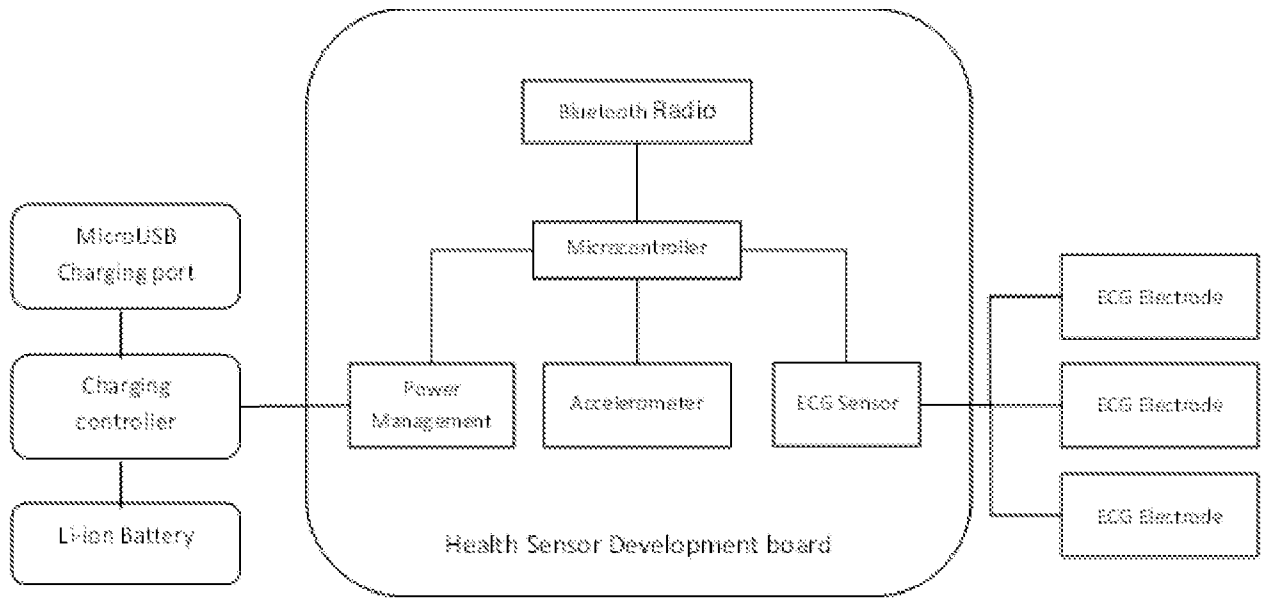 Bluetooth Radio
MicroUSB
Charging port
Microcontroller
ECG Electrode
Charging
controller
Power
Management
Accelerometer
ECG Sensor
ECG Electrode
Li-ion Battery
ECG Electrode
Health Sensor Development board